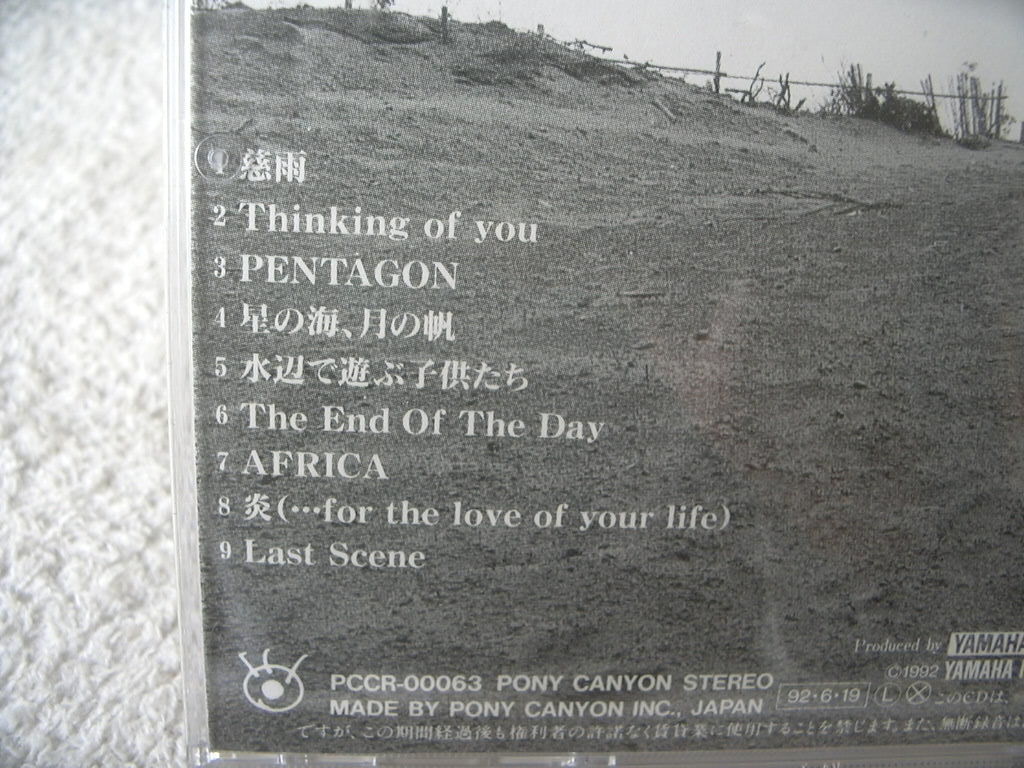 1 慈雨
2 Thinking of you
3 PENTAGON
4 星の海、月の帆
5 水辺で遊ぶ子供たち
6 The End Of The Day
7 AFRICA
8 炎(…for the love of your life)
9 Last Scene
Produced by YAMAHA
©1992 YAMAHA
PCCR-00063 PONY CANYON STEREO
MADE BY PONY CANYON INC., JAPAN 92・6・19 Ⓛ Ⓧ このCDは、
ですが、この期間経過後も権利者の許諾なく賃貸業に使用することを禁じます。また、無断録音は